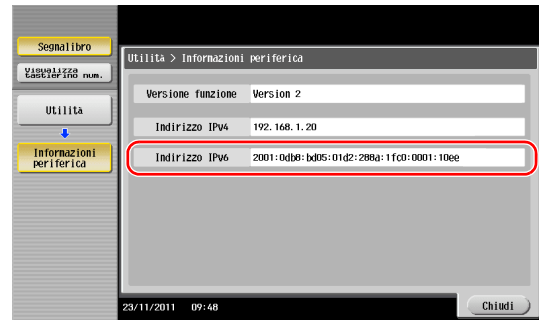 Segnalibro
Visualizza
tastierino num.
Utilità
Informazioni
periferica
Utilità > Informazioni periferica
Versione funzione Version 2
Indirizzo IPv4 192.168.1.20
Indirizzo IPv6 2001:0db8:bd05:01d2:288a:1fc0:0001:10ee
23/11/2011 09:48
Chiudi